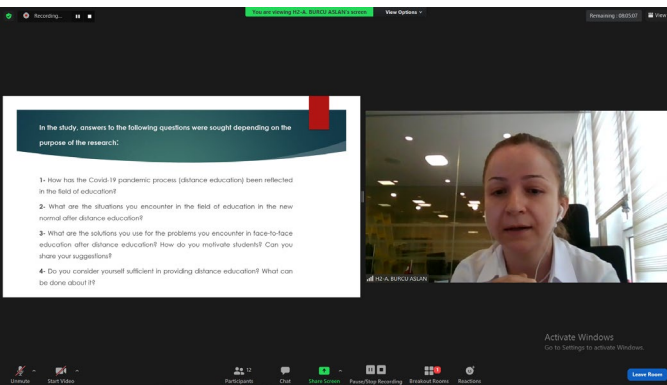 Recording...
You are viewing H2-A. BURCU ASLAN's screen
View Options
Remaining : 08:05:07
View
In the study, answers to the following questions were sought depending on the
purpose of the research:
1- How has the Covid-19 pandemic process (distance education) been reflected
in the field of education?
2- What are the situations you encounter in the field of education in the new
normal after distance education?
3- What are the solutions you use for the problems you encounter in face-to-face
education after distance education? How do you motivate students? Can you
share your suggestions?
4- Do you consider yourself sufficient in providing distance education? What can
be done about it?
H2-A. BURCU ASLAN
Activate Windows
Go to Settings to activate Windows.
12
1
Unmute Start Video Participants Chat Share Screen Pause/Stop Recording Breakout Rooms Reactions Leave Room